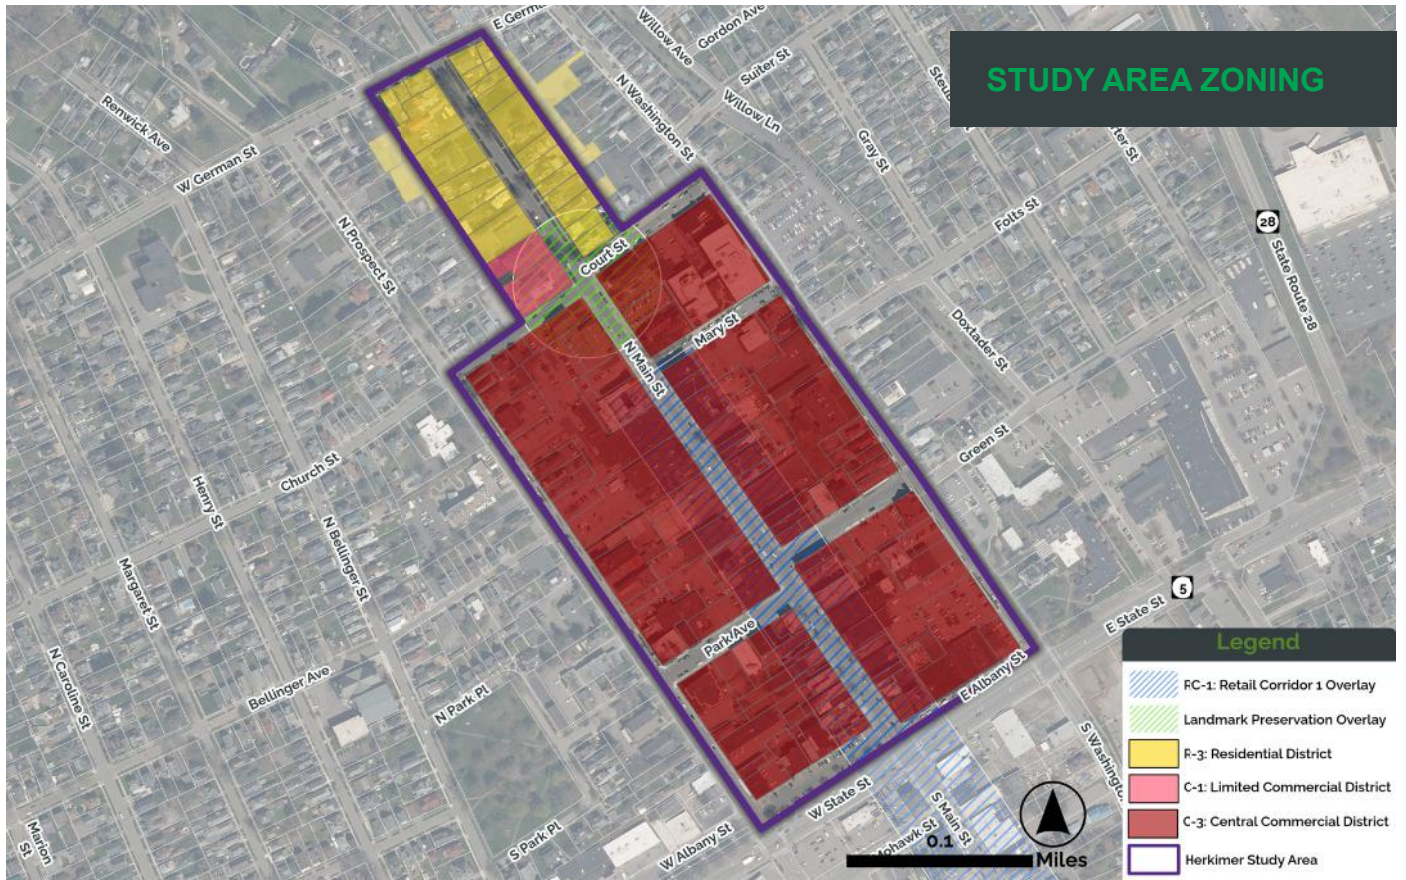 E Germa
Willow Ave
Gordon Ave
STUDY AREA ZONING
Suiter St
N Washington St
Willow Ln
Renwick Ave
Gray St
W German St
Folts St
28
State Route 28
N Prospect St
Court St
Mary St
Doxtader St
N Main St
Green St
Church St
Henry St
N Bellinger St
Margaret St
5
E State St
Park Ave
E Albany St
Bellinger Ave
N Caroline St
N Park Pl
S Washingto
W State St
S Main St
Mohawk St
S Park Pl
W Albany St
Marion St
0.1
Miles
Legend
RC-1: Retail Corridor 1 Overlay
Landmark Preservation Overlay
R-3: Residential District
C-1: Limited Commercial District
C-3: Central Commercial District
Herkimer Study Area